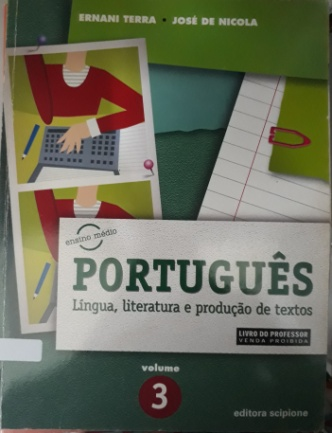 ERNANI TERRA • JOSÉ DE NICOLA
ensino médio
PORTUGUÊS
Língua, literatura e produção de textos
LIVRO DO PROFESSOR
VENDA PROIBIDA
volume
3
editora scipione